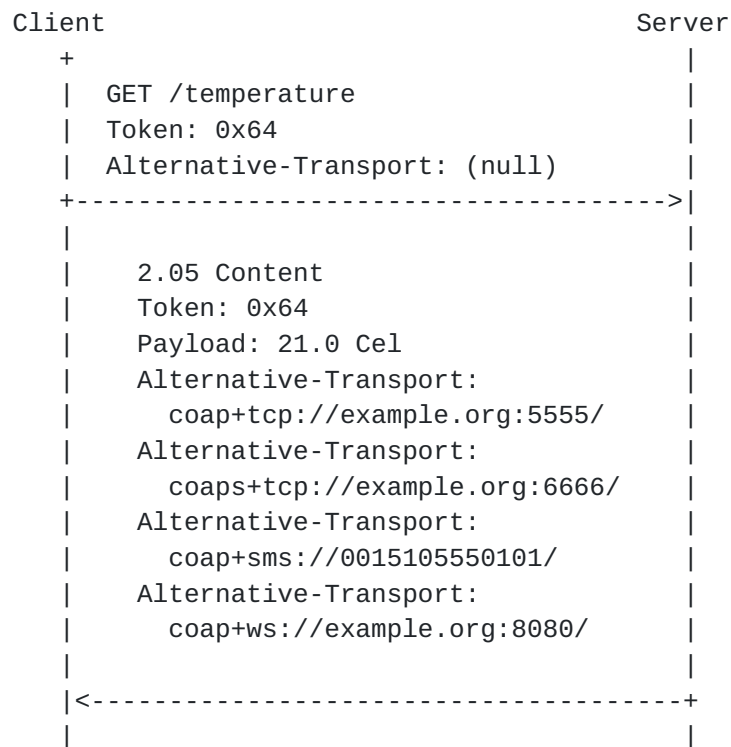 Client Server
GET /temperature
Token: 0x64
Alternative-Transport: (null)
2.05 Content
Token: 0x64
Payload: 21.0 Cel
Alternative-Transport:
coap+tcp://example.org:5555/
Alternative-Transport:
coaps+tcp://example.org:6666/
Alternative-Transport:
coap+sms://0015105550101/
Alternative-Transport:
coap+ws://example.org:8080/